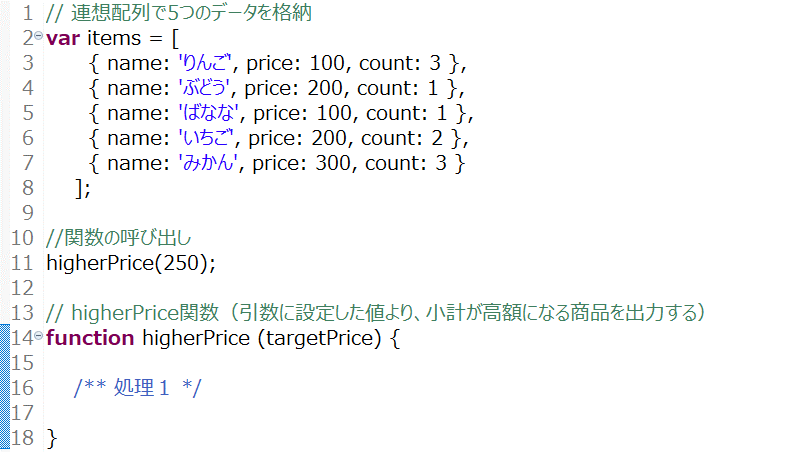 1 // 連想配列で5つのデータを格納
2 var items = [
3 { name: 'りんご', price: 100, count: 3 },
4 { name: 'ぶどう', price: 200, count: 1 },
5 { name: 'ばなな', price: 100, count: 1 },
6 { name: 'いちご', price: 200, count: 2 },
7 { name: 'みかん', price: 300, count: 3 }
8 ];
9
10 //関数の呼び出し
11 higherPrice(250);
12
13 // higherPrice関数（引数に設定した値より、小計が高額になる商品を出力する）
14 function higherPrice (targetPrice) {
15
16 /** 処理１ */
17
18 }